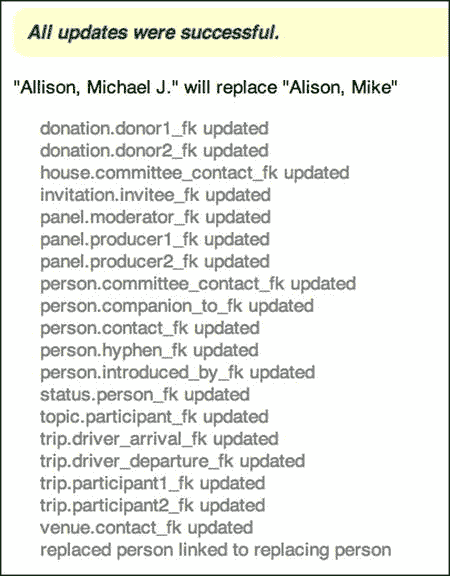 All updates were successful.
"Allison, Michael J." will replace "Alison, Mike"
donation.donor1_fk updated
donation.donor2_fk updated
house.committee_contact_fk updated
invitation.invitee_fk updated
panel.moderator_fk updated
panel.producer1_fk updated
panel.producer2_fk updated
person.committee_contact_fk updated
person.companion_to_fk updated
person.contact_fk updated
person.hyphen_fk updated
person.introduced_by_fk updated
status.person_fk updated
topic.participant_fk updated
trip.driver_arrival_fk updated
trip.driver_departure_fk updated
trip.participant1_fk updated
trip.participant2_fk updated
venue.contact_fk updated
replaced person linked to replacing person